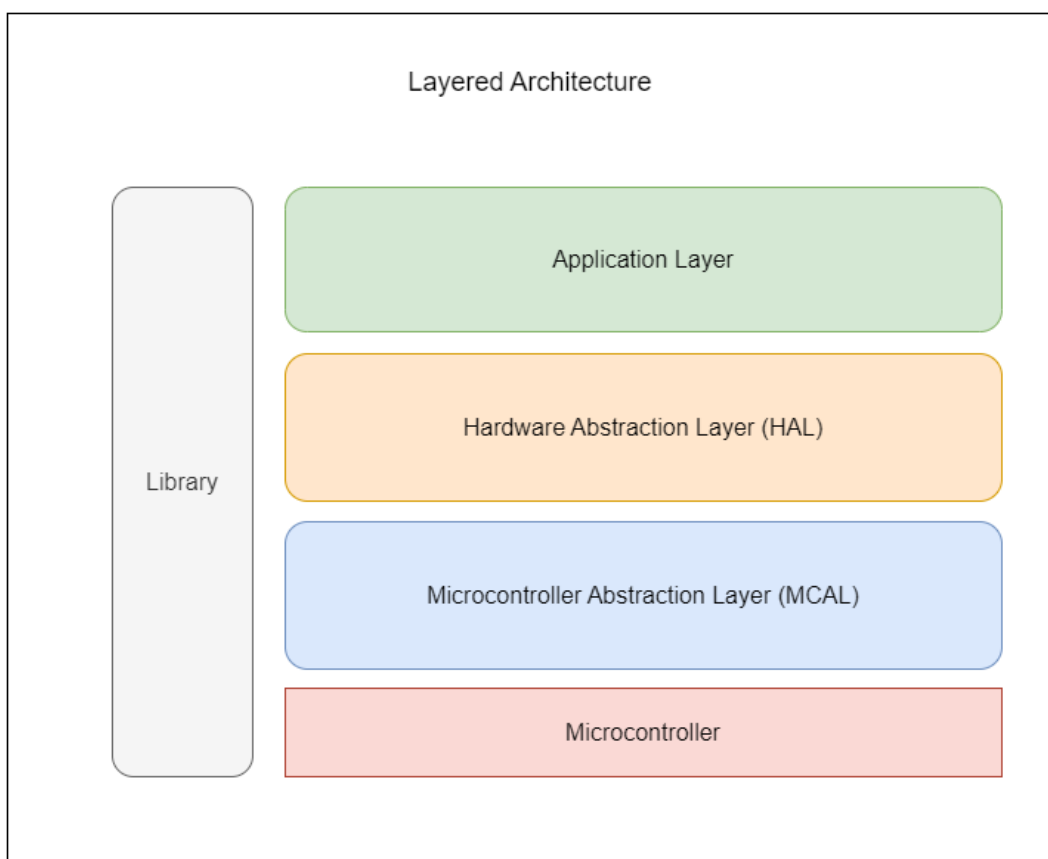 Layered Architecture
Application Layer
Hardware Abstraction Layer (HAL)
Library
Microcontroller Abstraction Layer (MCAL)
Microcontroller